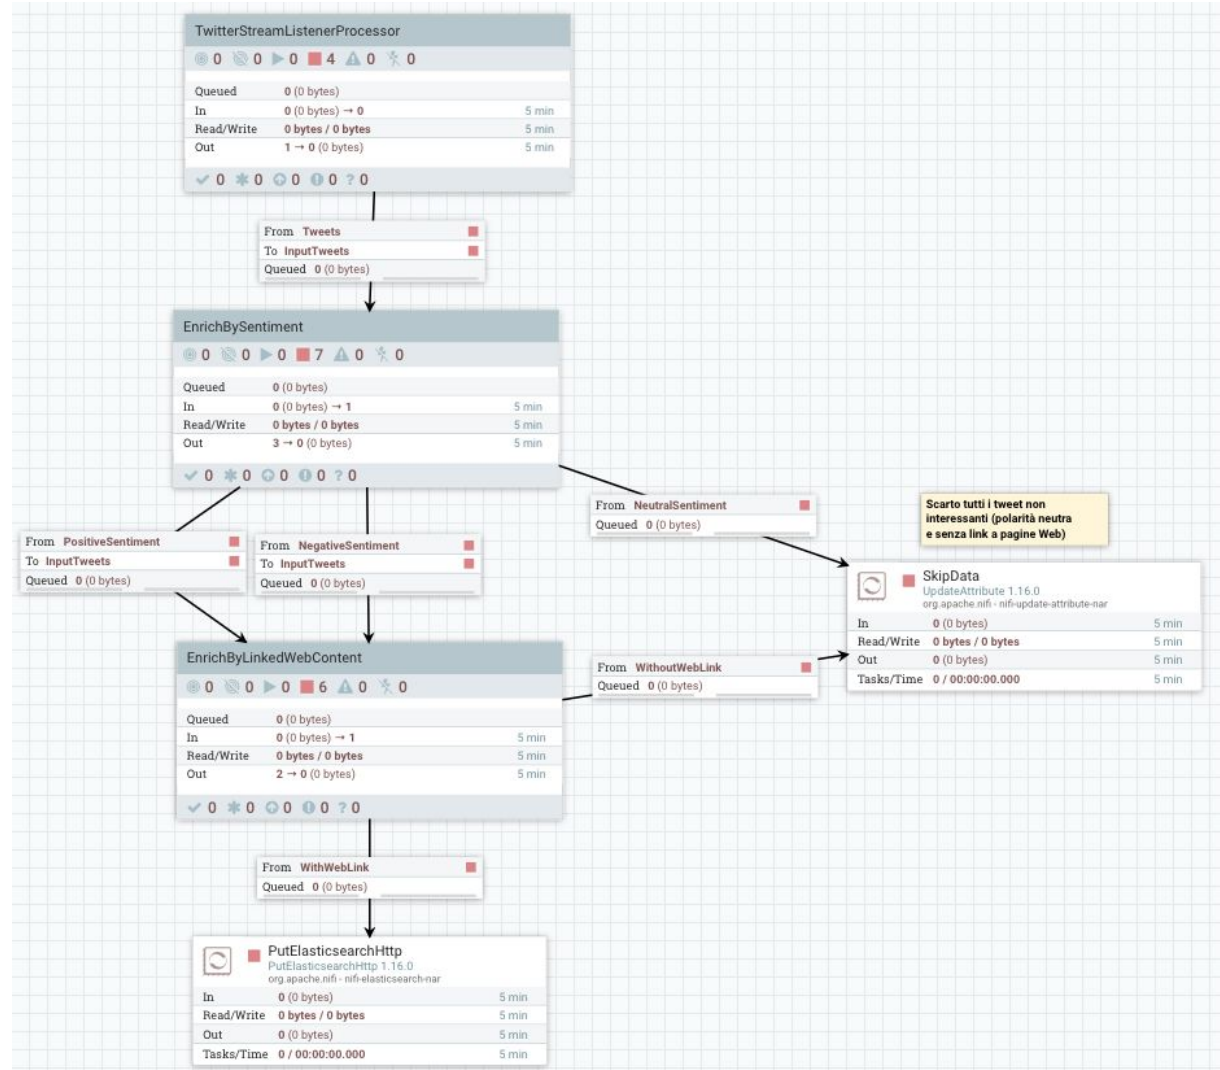 TwitterStreamListenerProcessor
0 0 0 4 0 0
Queued 0 (0 bytes)
In 0 (0 bytes) → 0 5 min
Read/Write 0 bytes / 0 bytes 5 min
Out 1 → 0 (0 bytes) 5 min
0 0 0 0 ? 0
From Tweets
To InputTweets
Queued 0 (0 bytes)
EnrichBySentiment
0 0 0 7 0 0
Queued 0 (0 bytes)
In 0 (0 bytes) → 1 5 min
Read/Write 0 bytes / 0 bytes 5 min
Out 3 → 0 (0 bytes) 5 min
0 0 0 0 ? 0
From PositiveSentiment
To InputTweets
Queued 0 (0 bytes)
From NegativeSentiment
To InputTweets
Queued 0 (0 bytes)
From NeutralSentiment
Queued 0 (0 bytes)
Scarto tutti i tweet non
interessanti (polarità neutra
e senza link a pagine Web)
SkipData
UpdateAttribute 1.16.0
org.apache.nifi - nifi-update-attribute-nar
In 0 (0 bytes) 5 min
Read/Write 0 bytes / 0 bytes 5 min
Out 0 (0 bytes) 5 min
Tasks/Time 0 / 00:00:00.000 5 min
EnrichByLinkedWebContent
0 0 0 6 0 0
Queued 0 (0 bytes)
In 0 (0 bytes) → 1 5 min
Read/Write 0 bytes / 0 bytes 5 min
Out 2 → 0 (0 bytes) 5 min
0 0 0 0 ? 0
From WithoutWebLink
Queued 0 (0 bytes)
From WithWebLink
Queued 0 (0 bytes)
PutElasticsearchHttp
PutElasticsearchHttp 1.16.0
org.apache.nifi - nifi-elasticsearch-nar
In 0 (0 bytes) 5 min
Read/Write 0 bytes / 0 bytes 5 min
Out 0 (0 bytes) 5 min
Tasks/Time 0 / 00:00:00.000 5 min